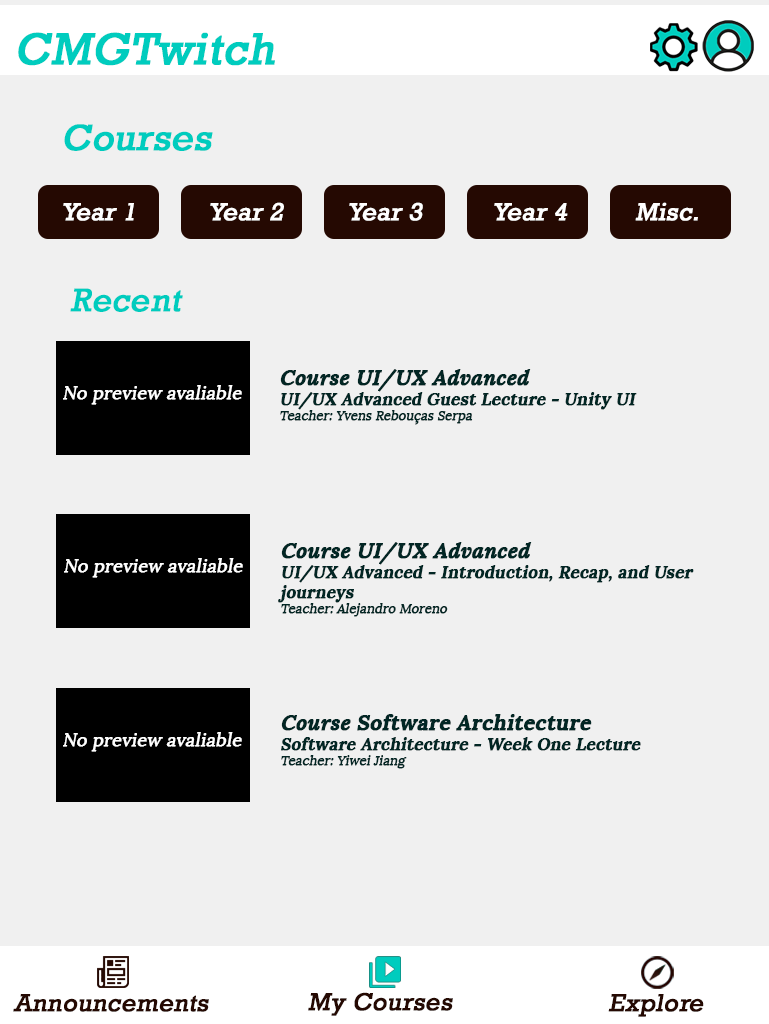 CMGTwitch
Courses
Year 1
Year 2
Year 3
Year 4
Misc.
Recent
No preview avaliable
Course UI/UX Advanced
UI/UX Advanced Guest Lecture - Unity UI
Teacher: Yvens Rebouças Serpa
No preview avaliable
Course UI/UX Advanced
UI/UX Advanced - Introduction, Recap, and User
journeys
Teacher: Alejandro Moreno
No preview avaliable
Course Software Architecture
Software Architecture - Week One Lecture
Teacher: Yiwei Jiang
Announcements
My Courses
Explore